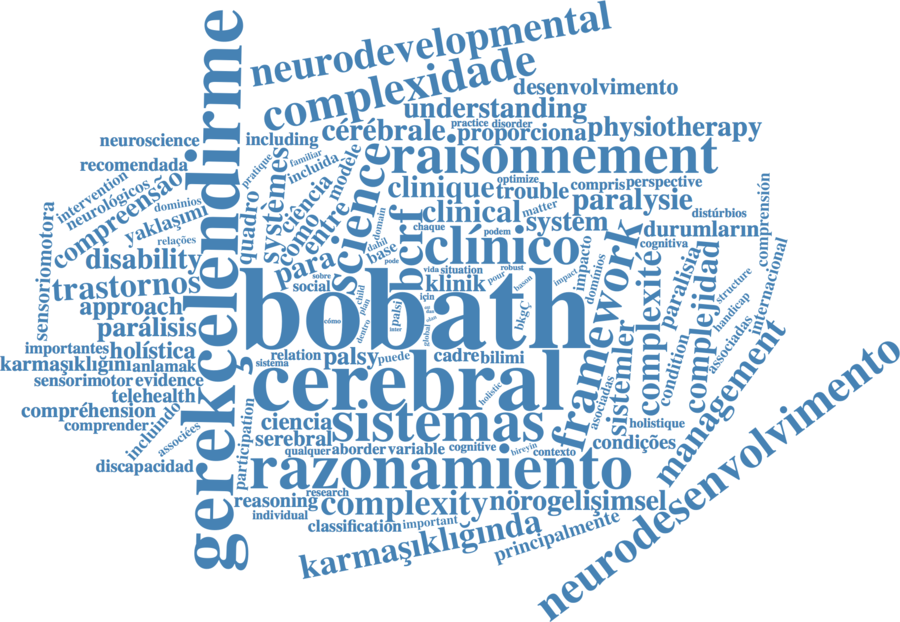 neurodevelopmental
complexidade
desenvolvimento
understanding
gerekçelendirme
neuroscience
including
cérébrale
practice
disorder
proporciona
physiotherapy
recomendada
pratique
familiar
incluida
modèle
raisonnement
intervention
neurológicos
compreensão
dominios
yaklaşımı
relações
quadro
systèmes
ciência
como
entre
para
science
clinique
optimize
trouble
compris
perspective
paralysie
sensoriomotora
disability
trastornos
approach
parálisis
domain
dahil
base
pode
bcrf
chaque
clinical
matter
podem
system
distúrbios
durumların
cognitiva
comprensión
clínico
sobre
social
vida
situation
pour
robust
klinik
impact
impacto
domínios
framework
complexité
paralisia
complejidad
structure
handicap
associadas
internacional
bobath
cómo
child
plan
dentro
palsi
inter
için
global
olan
bason
bkgÇ
importantes
holística
karmaşıklığını
anlamak
sensorimotor
evidence
telehealth
compréhension
comprender
incluindo
associées
discapacidad
relation
sistema
palsy
puede
cadre
bilimi
cerebral
holistic
asociadas
sistemler
condition
management
holistique
condições
participation
ciencia
serebral
sistemas
qualquer
aborder
variable
cognitive
bireyin
contexto
razonamiento
reasoning
research
individual
complexity
nörogelişimsel
classification
important
karmaşıklığında
principalmente
neurodesenvolvimento